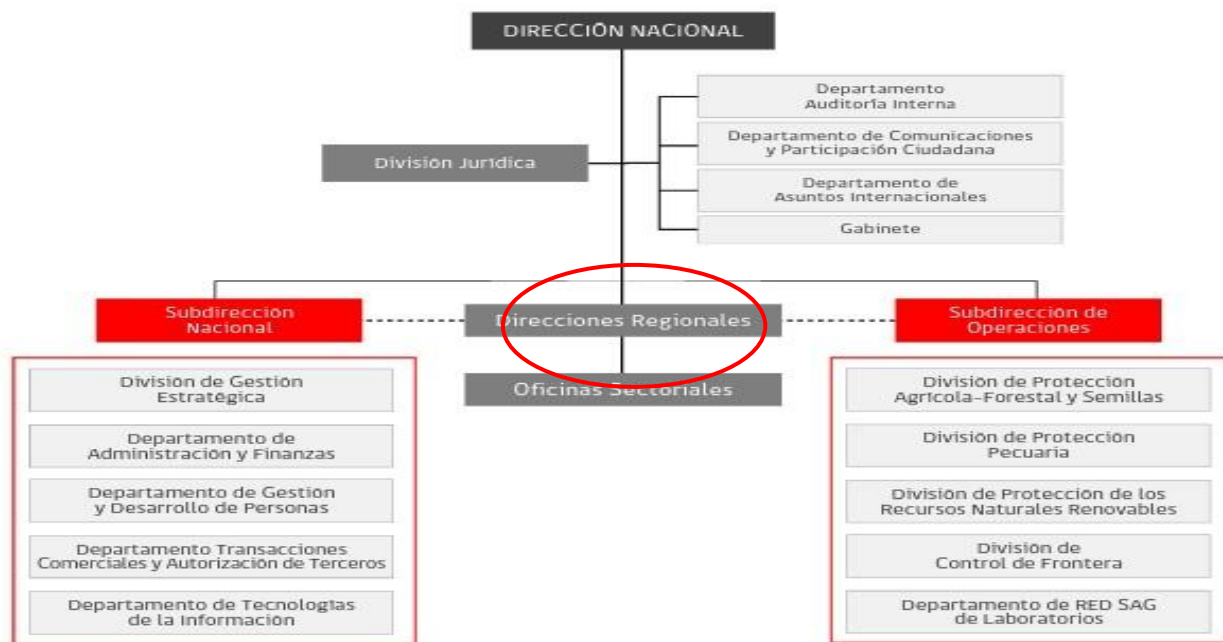 DIRECCIÓN NACIONAL
Departamento
Auditoría Interna
Departamento de Comunicaciones
y Participación Ciudadana
División Jurídica
Departamento de
Asuntos Internacionales
Gabinete
Subdirección
Nacional
Direcciones Regionales
Subdirección de
Operaciones
Oficinas Sectoriales
División de Gestión
Estratégica
Departamento de
Administración y Finanzas
Departamento de Gestión
y Desarrollo de Personas
Departamento Transacciones
Comerciales y Autorización de Terceros
Departamento de Tecnologías
de la Información
División de Protección
Agrícola-Forestal y Semillas
División de Protección
Pecuaria
División de Protección de los
Recursos Naturales Renovables
División de
Control de Frontera
Departamento de RED SAG
de Laboratorios